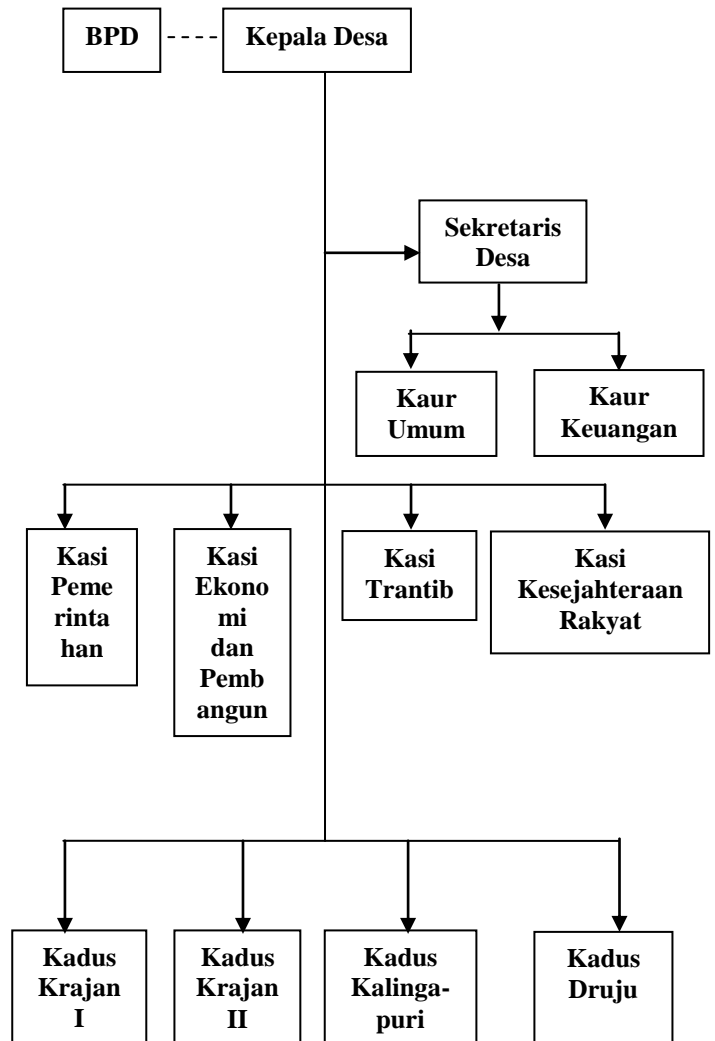 BPD
Kepala Desa
Sekretaris
Desa
Kaur
Umum
Kaur
Keuangan
Kasi
Peme
rinta
han
Kasi
Ekono
mi
dan
Pemb
angun
Kasi
Trantib
Kasi
Kesejahteraan
Rakyat
Kadus
Krajan
I
Kadus
Krajan
II
Kadus
Kalinga-
puri
Kadus
Druju